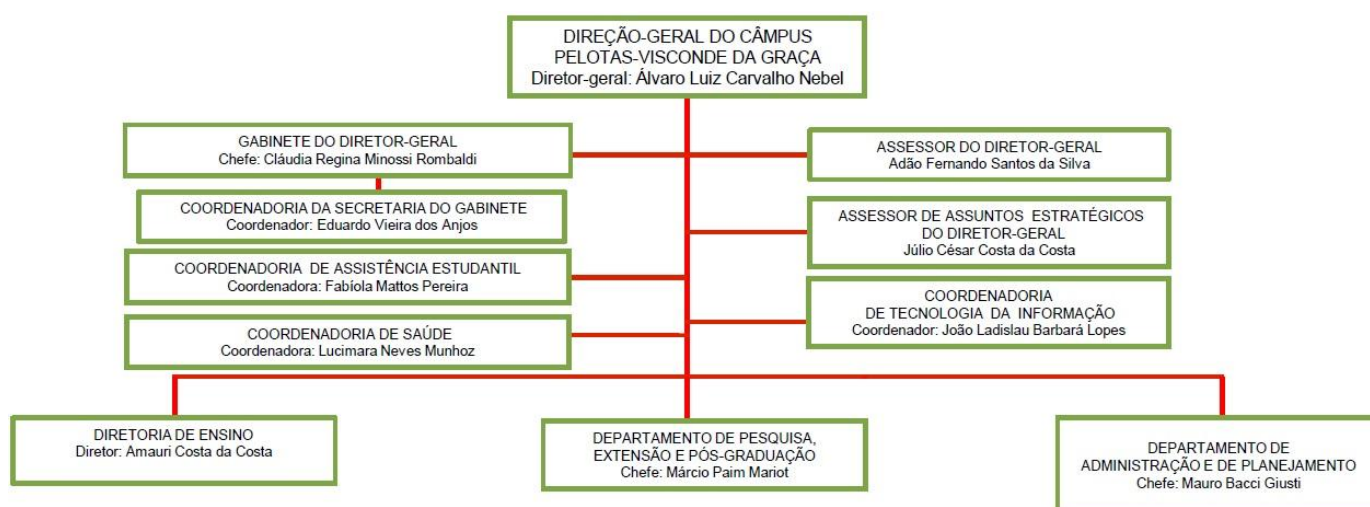 DIREÇÃO-GERAL DO CÂMPUS
PELOTAS-VISCONDE DA GRAÇA
Diretor-geral: Álvaro Luiz Carvalho Nebel
GABINETE DO DIRETOR-GERAL
Chefe: Cláudia Regina Minossi Rombaldi
ASSESSOR DO DIRETOR-GERAL
Adão Fernando Santos da Silva
COORDENADORIA DA SECRETARIA DO GABINETE
Coordenador: Eduardo Vieira dos Anjos
ASSESSOR DE ASSUNTOS ESTRATÉGICOS
DO DIRETOR-GERAL
Júlio César Costa da Costa
COORDENADORIA DE ASSISTÊNCIA ESTUDANTIL
Coordenadora: Fabíola Mattos Pereira
COORDENADORIA
DE TECNOLOGIA DA INFORMAÇÃO
Coordenador: João Ladislau Barbará Lopes
COORDENADORIA DE SAÚDE
Coordenadora: Lucimara Neves Munhoz
DIRETORIA DE ENSINO
Diretor: Amauri Costa da Costa
DEPARTAMENTO DE PESQUISA,
EXTENSÃO E PÓS-GRADUAÇÃO
Chefe: Márcio Paim Mariot
DEPARTAMENTO DE
ADMINISTRAÇÃO E DE PLANEJAMENTO
Chefe: Mauro Bacci Giusti